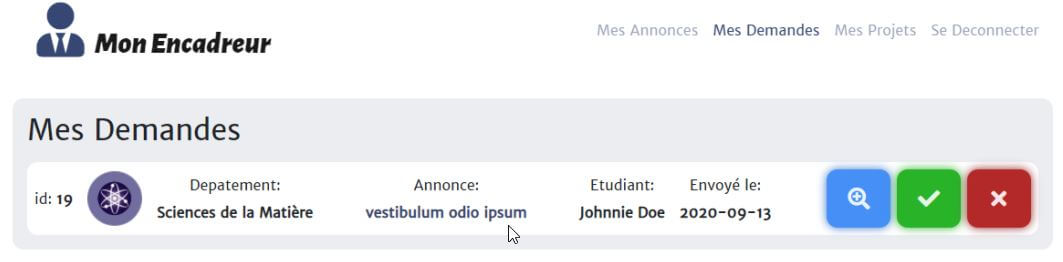 Mon Encadreur
Mes Annonces Mes Demandes Mes Projets Se Deconnecter
Mes Demandes
id: 19
Depatement:
Sciences de la Matière
Annonce:
vestibulum odio ipsum
Etudiant:
Johnnie Doe
Envoyé le:
2020-09-13